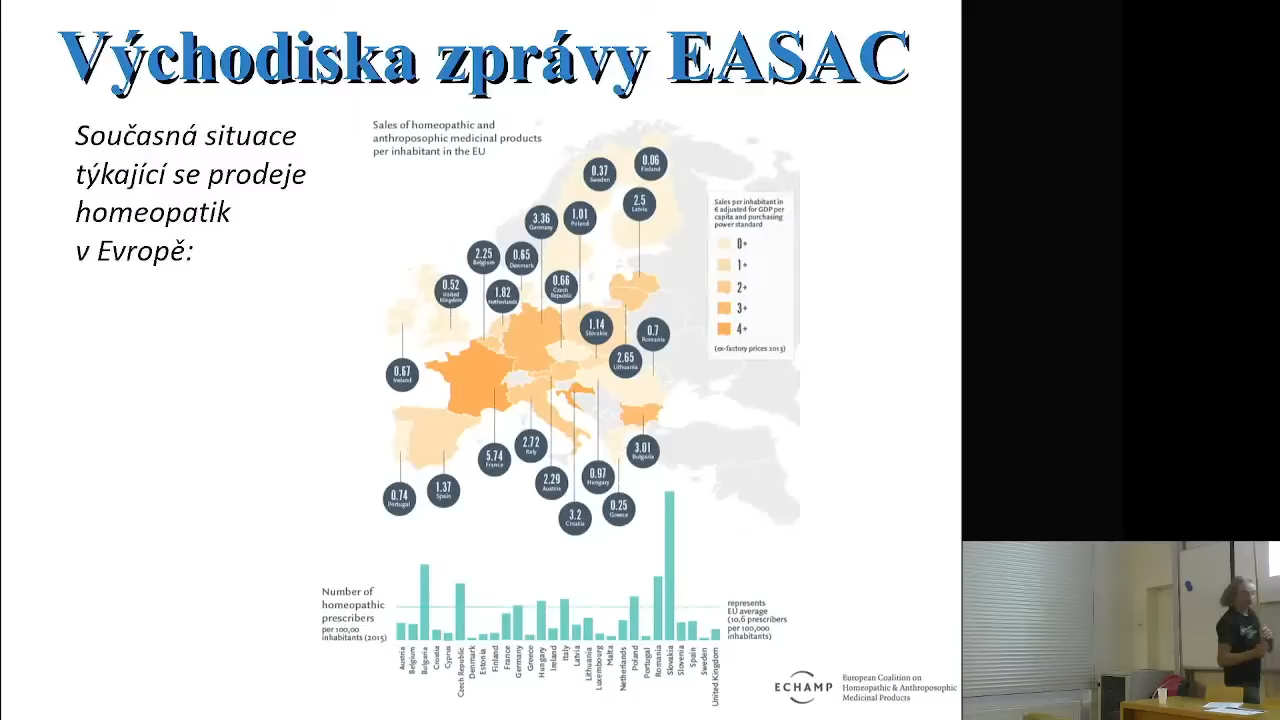 Východiska zprávy EASAC
Současná situace
týkající se prodeje
homeopatik
v Evropě:
Sales of homeopathic and
anthroposophic medicinal products
per inhabitant in the EU
0.37
Sweden
0.06
Finland
2.5
Latvia
3.36
Germany
1.01
Poland
2.25
Belgium
0.65
Denmark
0.52
United
Kingdom
1.82
Netherlands
0.66
Czech
Republic
1.14
Slovakia
0.7
Romania
2.65
Lithuania
0.67
Ireland
5.74
France
2.72
Italy
3.01
Bulgaria
0.74
Portugal
1.37
Spain
2.29
Austria
0.97
Hungary
3.2
Croatia
0.25
Greece
Sales per inhabitant in
€ adjusted for GDP per
capita and purchasing
power standard
0+
1+
2+
3+
4+
(ex-factory prices 2013)
Number of
homeopathic
prescribers
per 100,00
inhabitants (2015)
represents
EU average
(10.6 prescribers
per 100,000
inhabitants)
Austria
Belgium
Bulgaria
Croatia
Cyprus
Czech Republic
Denmark
Estonia
Finland
France
Germany
Greece
Hungary
Ireland
Italy
Latvia
Lithuania
Luxembourg
Malta
Netherlands
Poland
Portugal
Romania
Slovakia
Slovenia
Spain
Sweden
United Kingdom
ECHAMP
European Coalition on
Homeopathic & Anthroposophic
Medicinal Products